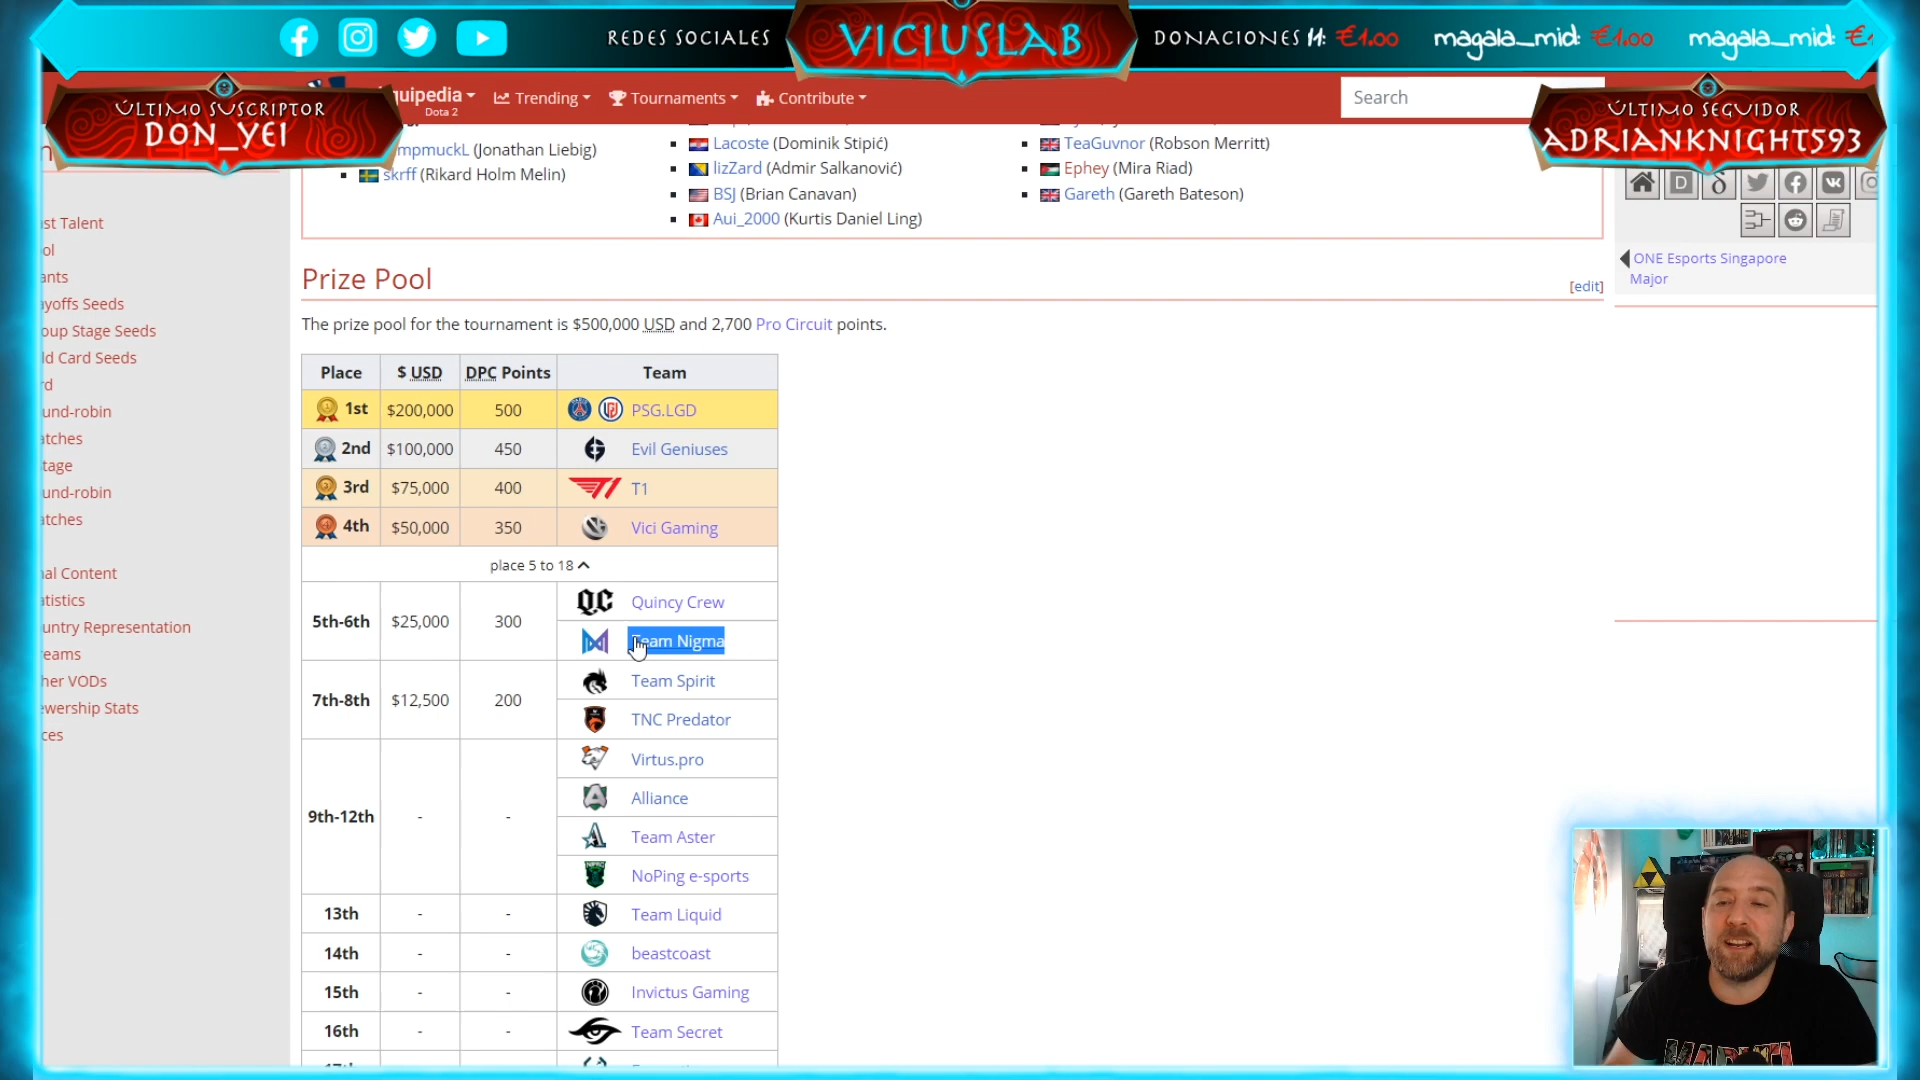 REDES SOCIALES
VICIUSLAB
DONACIONES 14: €1.00 magala_mid: €1.00 magala_mid: €
ÚLTIMO SUSCRIPTOR
DON_YEI
quipedia
Dota 2
Trending
Tournaments
Contribute
Search
ÚLTIMO SEGUIDOR
ADRIANKNIGHT593
mpmuckL (Jonathan Liebig)
skrff (Rikard Holm Melin)
Lacoste (Dominik Stipić)
lizZard (Admir Salkanović)
BSJ (Brian Canavan)
Aui_2000 (Kurtis Daniel Ling)
TeaGuvnor (Robson Merritt)
Ephey (Mira Riad)
Gareth (Gareth Bateson)
ONE Esports Singapore
Major
st Talent
ol
ants
ayoffs Seeds
oup Stage Seeds
ld Card Seeds
rd
und-robin
atches
tage
und-robin
atches
nal Content
atistics
untry Representation
reams
her VODs
ewership Stats
ces
Prize Pool
[edit]
The prize pool for the tournament is $500,000 USD and 2,700 Pro Circuit points.
Place $ USD DPC Points Team
1st $200,000 500 PSG.LGD
2nd $100,000 450 Evil Geniuses
3rd $75,000 400 T1
4th $50,000 350 Vici Gaming
place 5 to 18
5th-6th $25,000 300 Quincy Crew
Team Nigma
7th-8th $12,500 200 Team Spirit
TNC Predator
9th-12th - - Virtus.pro
Alliance
Team Aster
NoPing e-sports
13th - - Team Liquid
14th - - beastcoast
15th - - Invictus Gaming
16th - - Team Secret